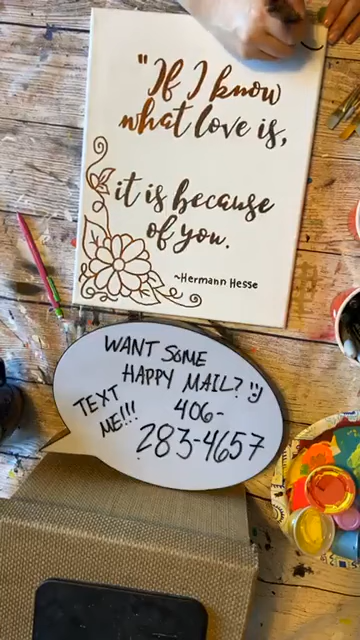 "If I know
what love is,
it is because
of you.
~Hermann Hesse
WANT SOME
HAPPY MAIL? :)
TEXT
ME!!!
406-
283-4657